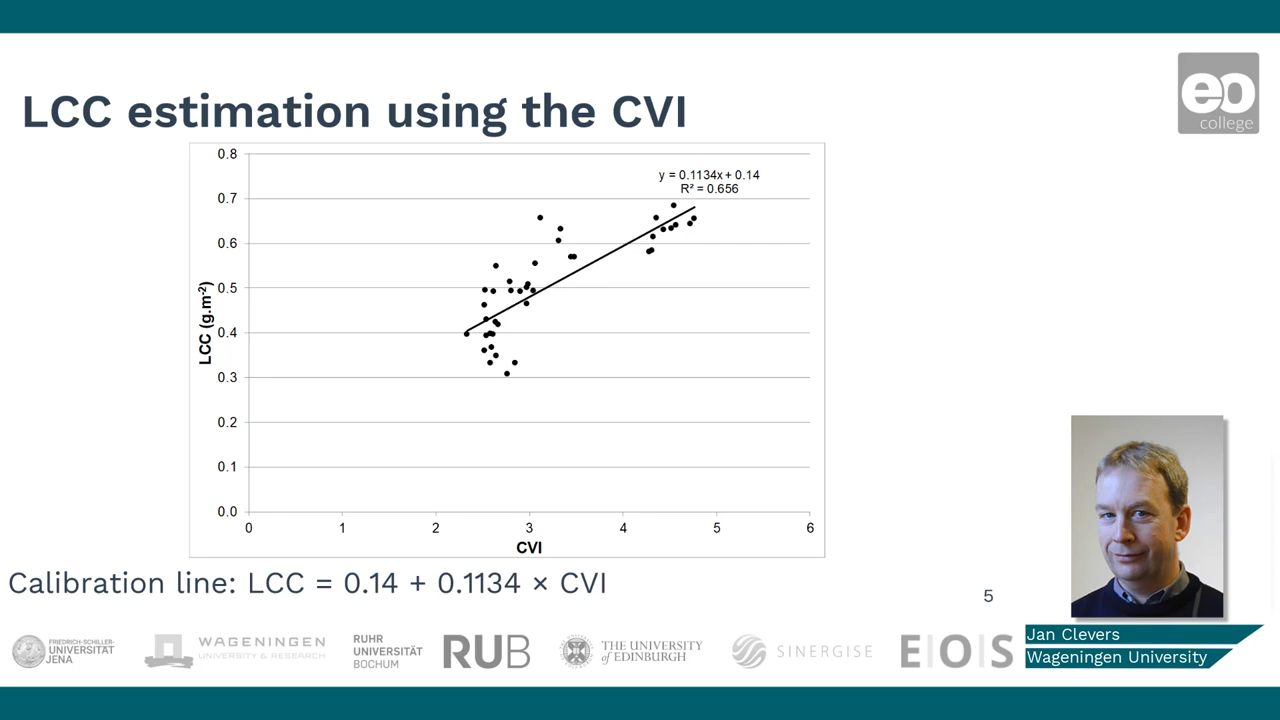 LCC estimation using the CVI
eo
college
0.8
0.7
0.6
0.5
0.4
0.3
0.2
0.1
0.0
y = 0.1134x + 0.14
R² = 0.656
LCC (g.m-2)
0 1 2 3 4 5 6
CVI
Calibration line: LCC = 0.14 + 0.1134 × CVI
5
Jan Clevers
Wageningen University
FRIEDRICH-SCHILLER-
UNIVERSITÄT
JENA
WAGENINGEN
UNIVERSITY & RESEARCH
RUHR
UNIVERSITÄT
BOCHUM
RUB
THE UNIVERSITY
of EDINBURGH
SINERGISE
E|O|S